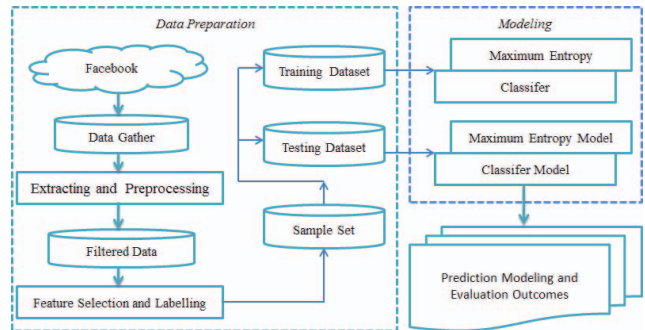 Data Preparation
Facebook
Data Gather
Extracting and Preprocessing
Filtered Data
Feature Selection and Labelling
Training Dataset
Testing Dataset
Sample Set
Modeling
Maximum Entropy
Classifer
Maximum Entropy Model
Classifer Model
Prediction Modeling and
Evaluation Outcomes